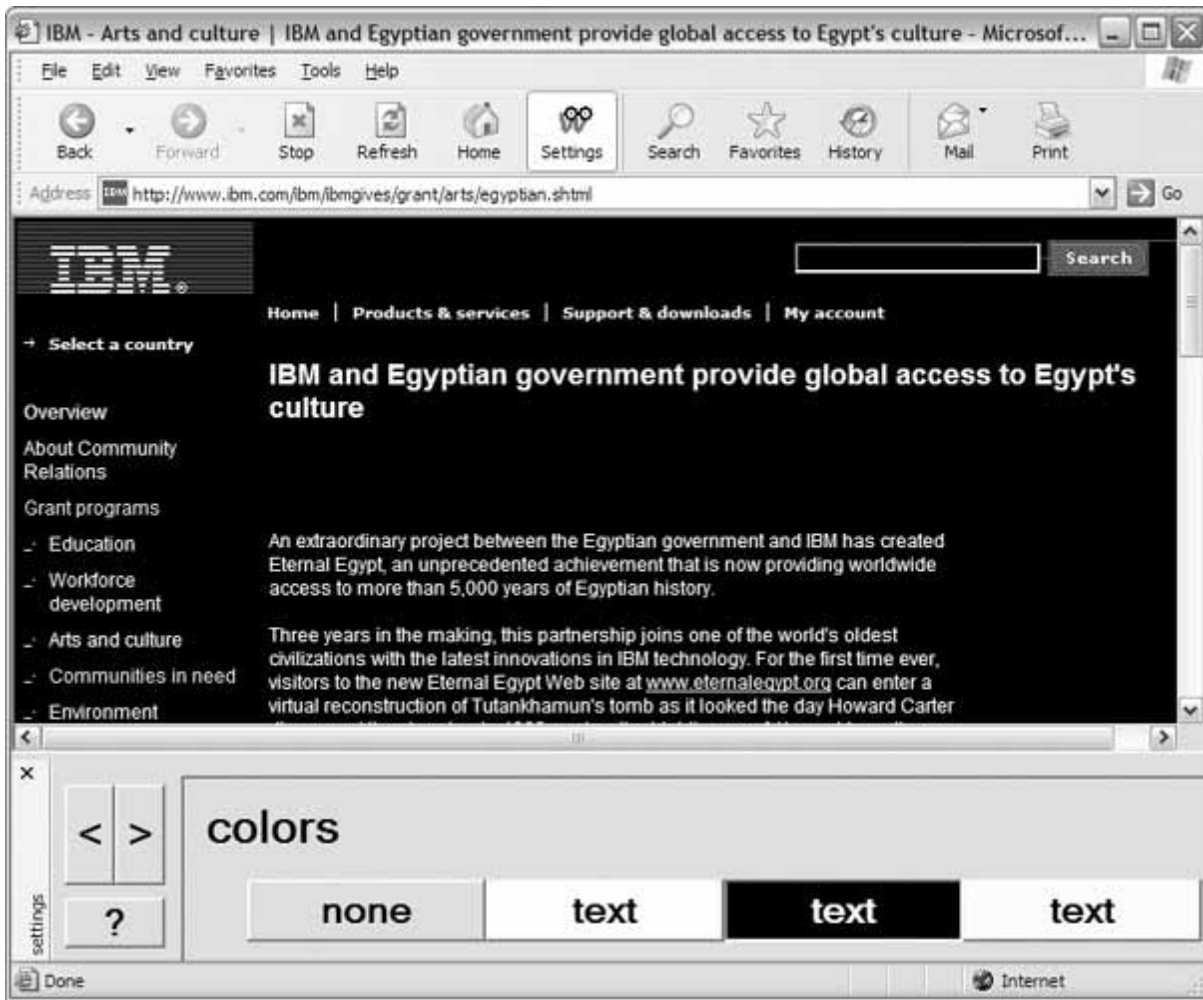 IBM - Arts and culture | IBM and Egyptian government provide global access to Egypt's culture - Microsof...
File Edit View Favorites Tools Help
Back Forward Stop Refresh Home Settings Search Favorites History Mail Print
Address IBM http://www.ibm.com/ibm/ibmgives/grant/arts/egyptian.shtml Go
IBM®
Search
Home | Products & services | Support & downloads | My account
→ Select a country
IBM and Egyptian government provide global access to Egypt's
culture
Overview
About Community
Relations
Grant programs
Education
Workforce
development
Arts and culture
Communities in need
Environment
An extraordinary project between the Egyptian government and IBM has created
Eternal Egypt, an unprecedented achievement that is now providing worldwide
access to more than 5,000 years of Egyptian history.
Three years in the making, this partnership joins one of the world's oldest
civilizations with the latest innovations in IBM technology. For the first time ever,
visitors to the new Eternal Egypt Web site at www.eternalegypt.org can enter a
virtual reconstruction of Tutankhamun's tomb as it looked the day Howard Carter
settings
< >
?
colors
none text text text
Done Internet